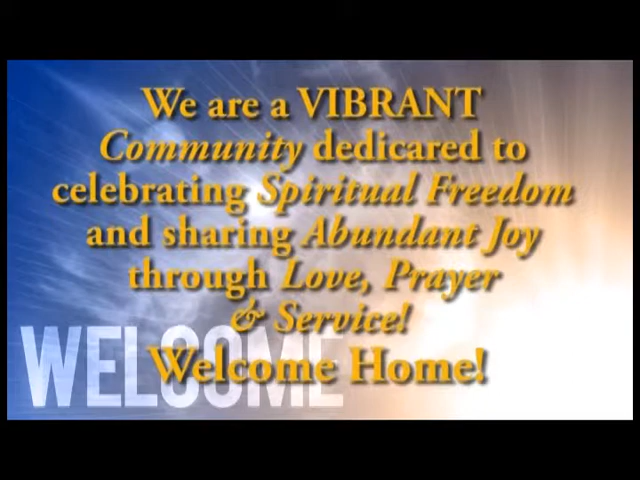 We are a VIBRANT
Community dedicared to
celebrating Spiritual Freedom
and sharing Abundant Joy
through Love, Prayer
& Service!
WELCOME
Welcome Home!